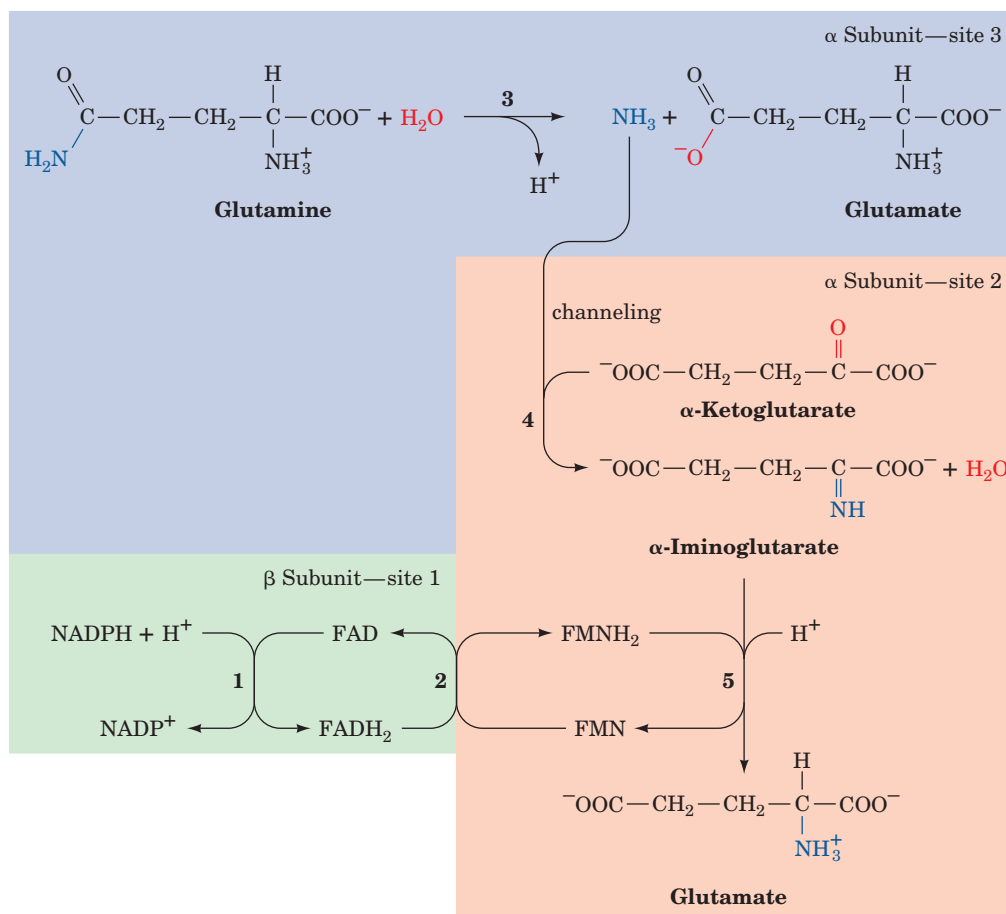 α Subunit—site 3
O H O H
C—CH₂—CH₂—C—COO⁻ + H₂O 3 NH₃ + C—CH₂—CH₂—C—COO⁻
H₂N NH₃⁺ H⁺ ⁻O NH₃⁺
Glutamine Glutamate
α Subunit—site 2
channeling
O
⁻OOC—CH₂—CH₂—C—COO⁻
α-Ketoglutarate
4
⁻OOC—CH₂—CH₂—C—COO⁻ + H₂O
NH
α-Iminoglutarate
β Subunit—site 1
NADPH + H⁺ FAD FMNH₂ H⁺
1 2 5
NADP⁺ FADH₂ FMN
H
⁻OOC—CH₂—CH₂—C—COO⁻
NH₃⁺
Glutamate